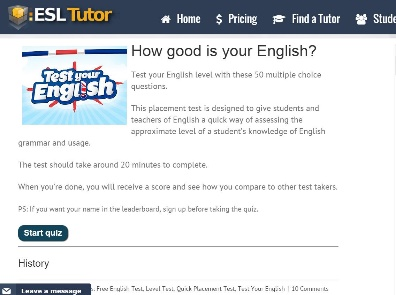 :ESL Tutor
Home
Pricing
Find a Tutor
Stude
Test your
English
How good is your English?
Test your English level with these 50 multiple choice
questions.
This placement test is designed to give students and
teachers of English a quick way of assessing the
approximate level of a student's knowledge of English
grammar and usage.
The test should take around 20 minutes to complete.
When you're done, you will receive a score and see how you compare to other test takers.
PS: If you want your name in the leaderboard, sign up before taking the quiz.
Start quiz
History
s: Free English Test, Level Test, Quick Placement Test, Test Your English | 10 Comments
Leave a message